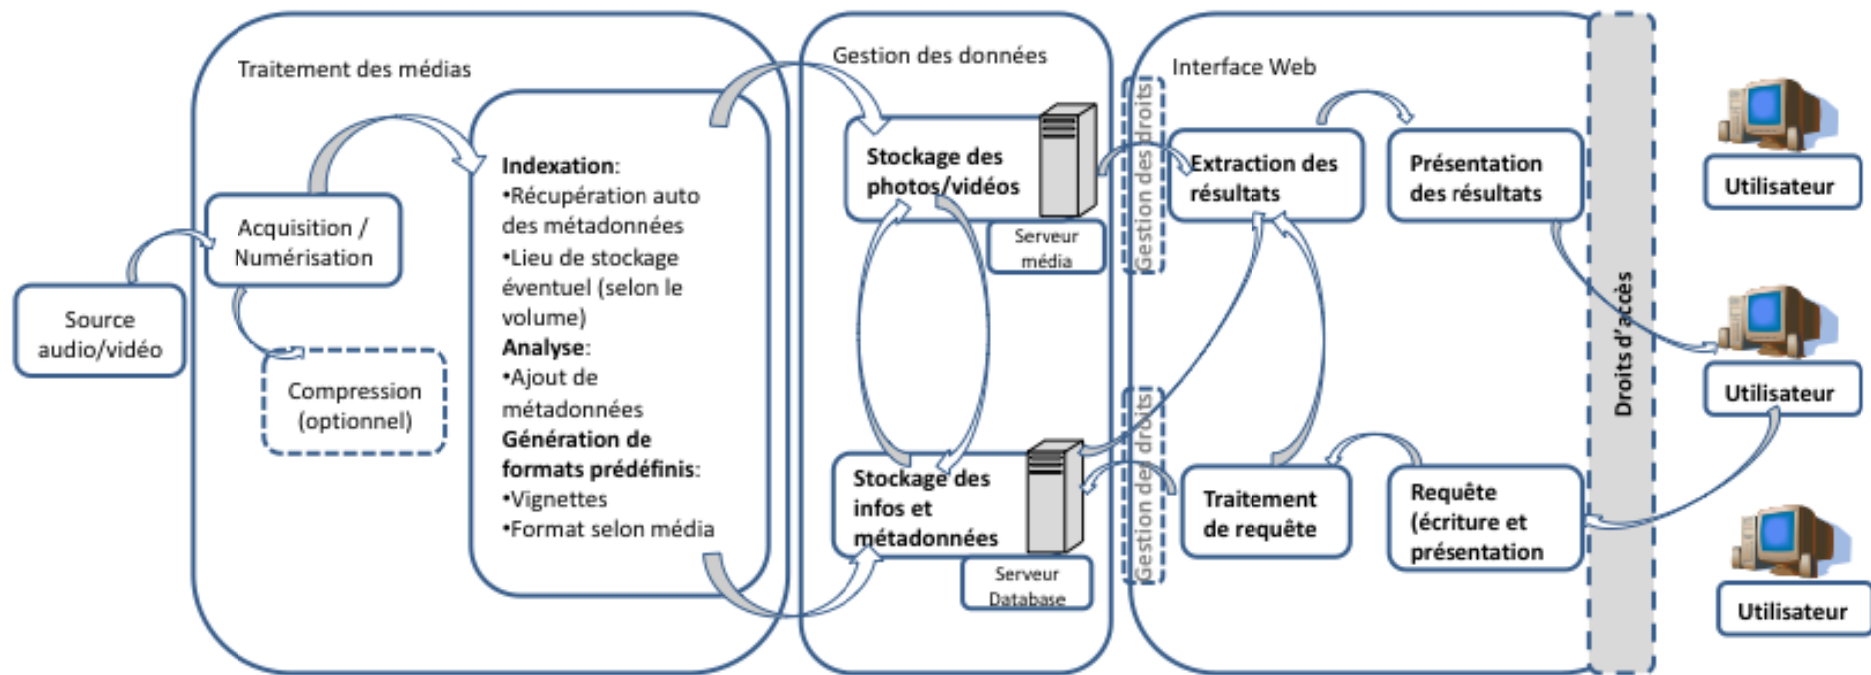 Traitement des médias
Source
audio/vidéo
Acquisition /
Numérisation
Compression
(optionnel)
Indexation:
•Récupération auto
des métadonnées
•Lieu de stockage
éventuel (selon le
volume)
Analyse:
•Ajout de
métadonnées
Génération de
formats prédéfinis:
•Vignettes
•Format selon média
Gestion des données
Stockage des
photos/vidéos
Serveur
média
Stockage des
infos et
métadonnées
Serveur
Database
Gestion des droits
Gestion des droits
Interface Web
Extraction des
résultats
Présentation
des résultats
Traitement
de requête
Requête
(écriture et
présentation
Droits d'accès
Utilisateur
Utilisateur
Utilisateur